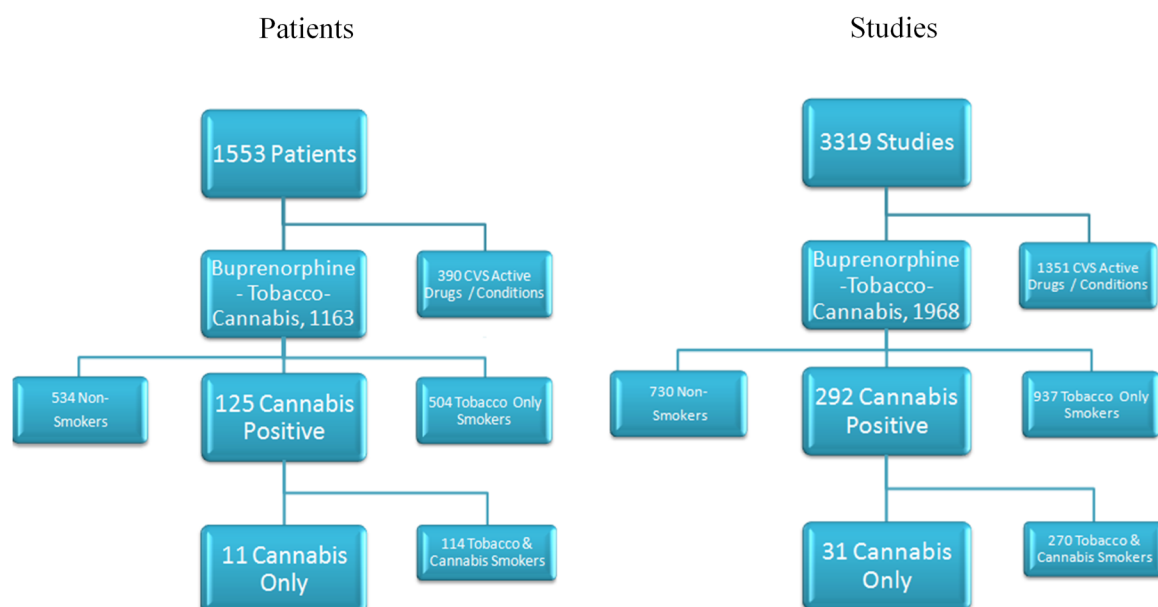 Patients
1553 Patients
Buprenorphine
- Tobacco-
Cannabis, 1163
390 CVS Active
Drugs / Conditions
534 Non-
Smokers
125 Cannabis
Positive
504 Tobacco Only
Smokers
11 Cannabis
Only
114 Tobacco &
Cannabis Smokers
Studies
3319 Studies
Buprenorphine
-Tobacco-
Cannabis, 1968
1351 CVS Active
Drugs / Conditions
730 Non-
Smokers
292 Cannabis
Positive
937 Tobacco Only
Smokers
31 Cannabis
Only
270 Tobacco &
Cannabis Smokers